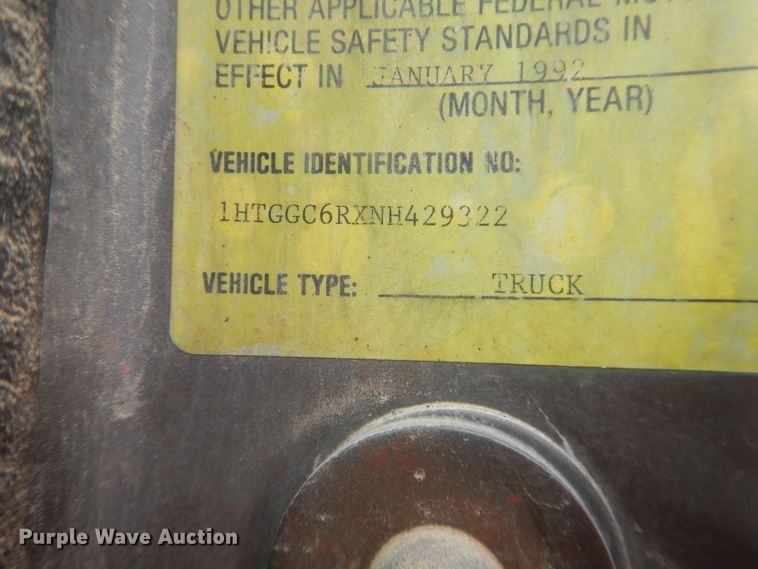 OTHER APPLICABLE FEDERAL MOTOR
VEHICLE SAFETY STANDARDS IN
EFFECT IN JANUARY 1992
(MONTH, YEAR)
VEHICLE IDENTIFICATION NO:
1HTGGC6RXNH429322
VEHICLE TYPE: TRUCK
Purple Wave Auction